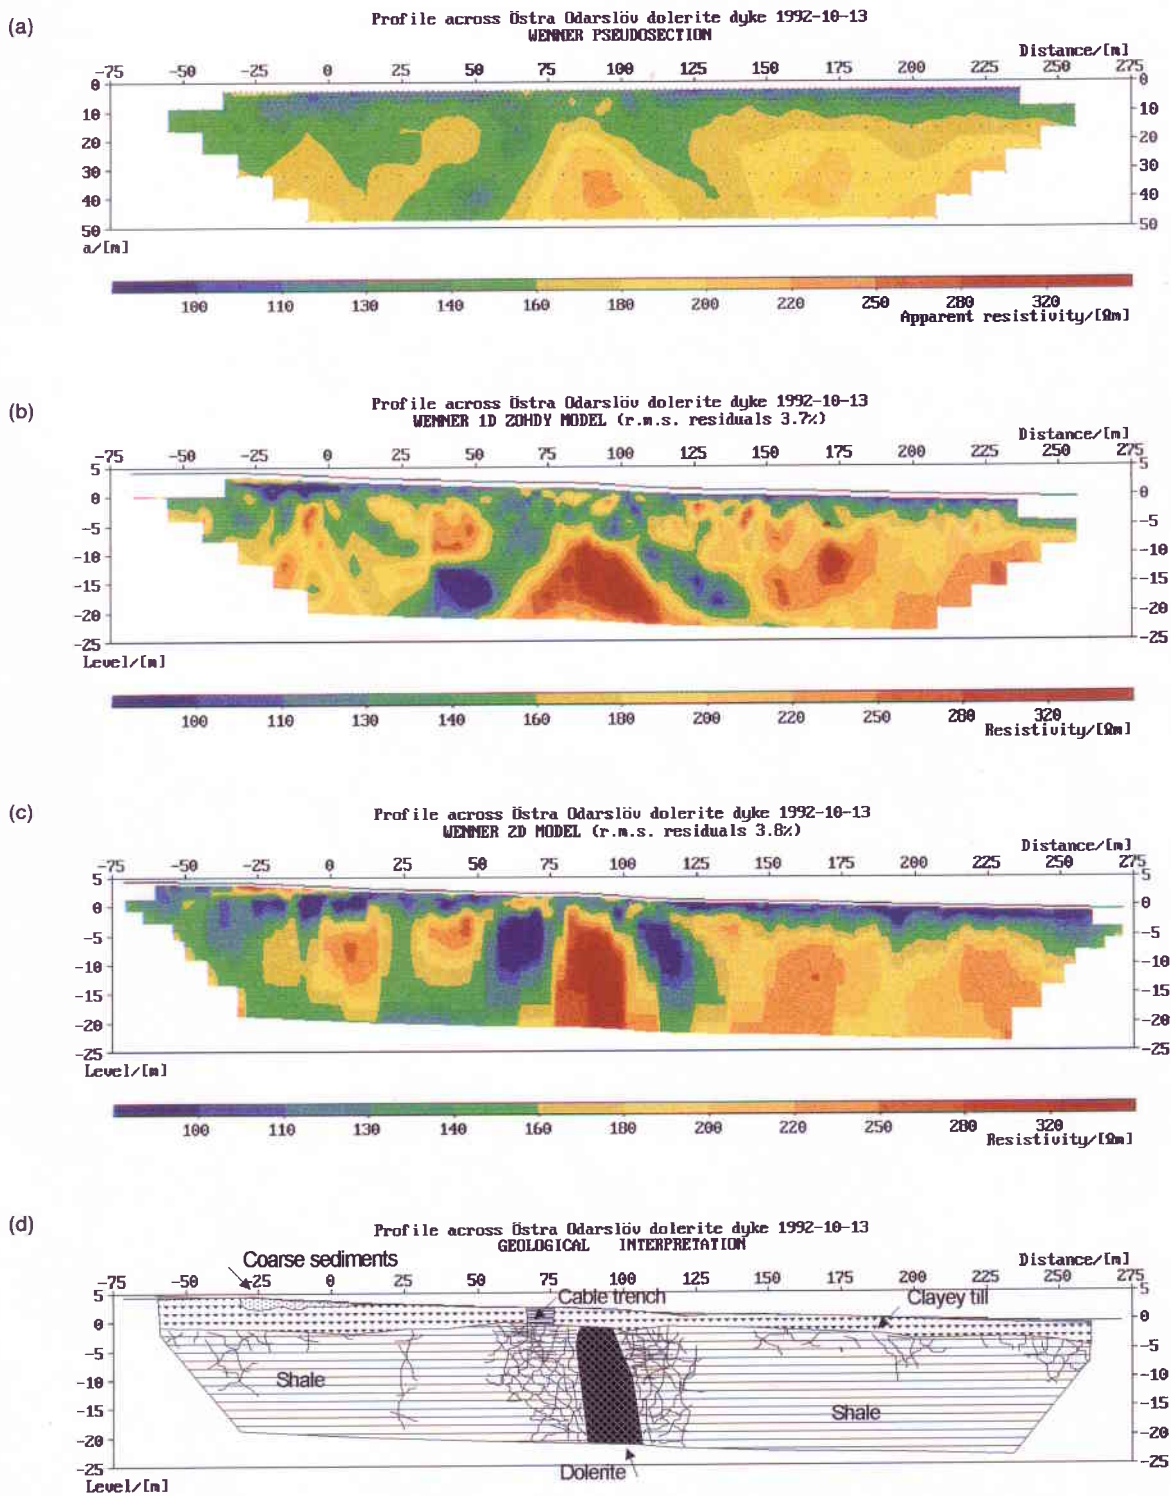 (a)
Profile across Östra Odarslöv dolerite dyke 1992-10-13
WENNER PSEUDOSECTION
Distance/[m]
-75 -50 -25 0 25 50 75 100 125 150 175 200 225 250 275
0 0
10 10
20 20
30 30
40 40
50 50
a/[m]
100 110 130 140 160 180 200 220 250 280 320
Apparent resistivity/[Ωm]
(b)
Profile across Östra Odarslöv dolerite dyke 1992-10-13
WENNER 1D ZOHDY MODEL (r.m.s. residuals 3.7%)
Distance/[m]
-75 -50 -25 0 25 50 75 100 125 150 175 200 225 250 275
5 5
0 0
-5 -5
-10 -10
-15 -15
-20 -20
-25 -25
Level/[m]
100 110 130 140 160 180 200 220 250 280 320
Resistivity/[Ωm]
(c)
Profile across Östra Odarslöv dolerite dyke 1992-10-13
WENNER 2D MODEL (r.m.s. residuals 3.8%)
Distance/[m]
-75 -50 -25 0 25 50 75 100 125 150 175 200 225 250 275
5 5
0 0
-5 -5
-10 -10
-15 -15
-20 -20
-25 -25
Level/[m]
100 110 130 140 160 180 200 220 250 280 320
Resistivity/[Ωm]
(d)
Profile across Östra Odarslöv dolerite dyke 1992-10-13
GEOLOGICAL INTERPRETATION
Coarse sediments
Distance/[m]
-75 -50 -25 0 25 50 75 100 125 150 175 200 225 250 275
Cable trench
Clayey till
5 5
0 0
-5 -5
-10 -10
-15 -15
-20 -20
-25 -25
Shale
Shale
Dolerite
Level/[m]